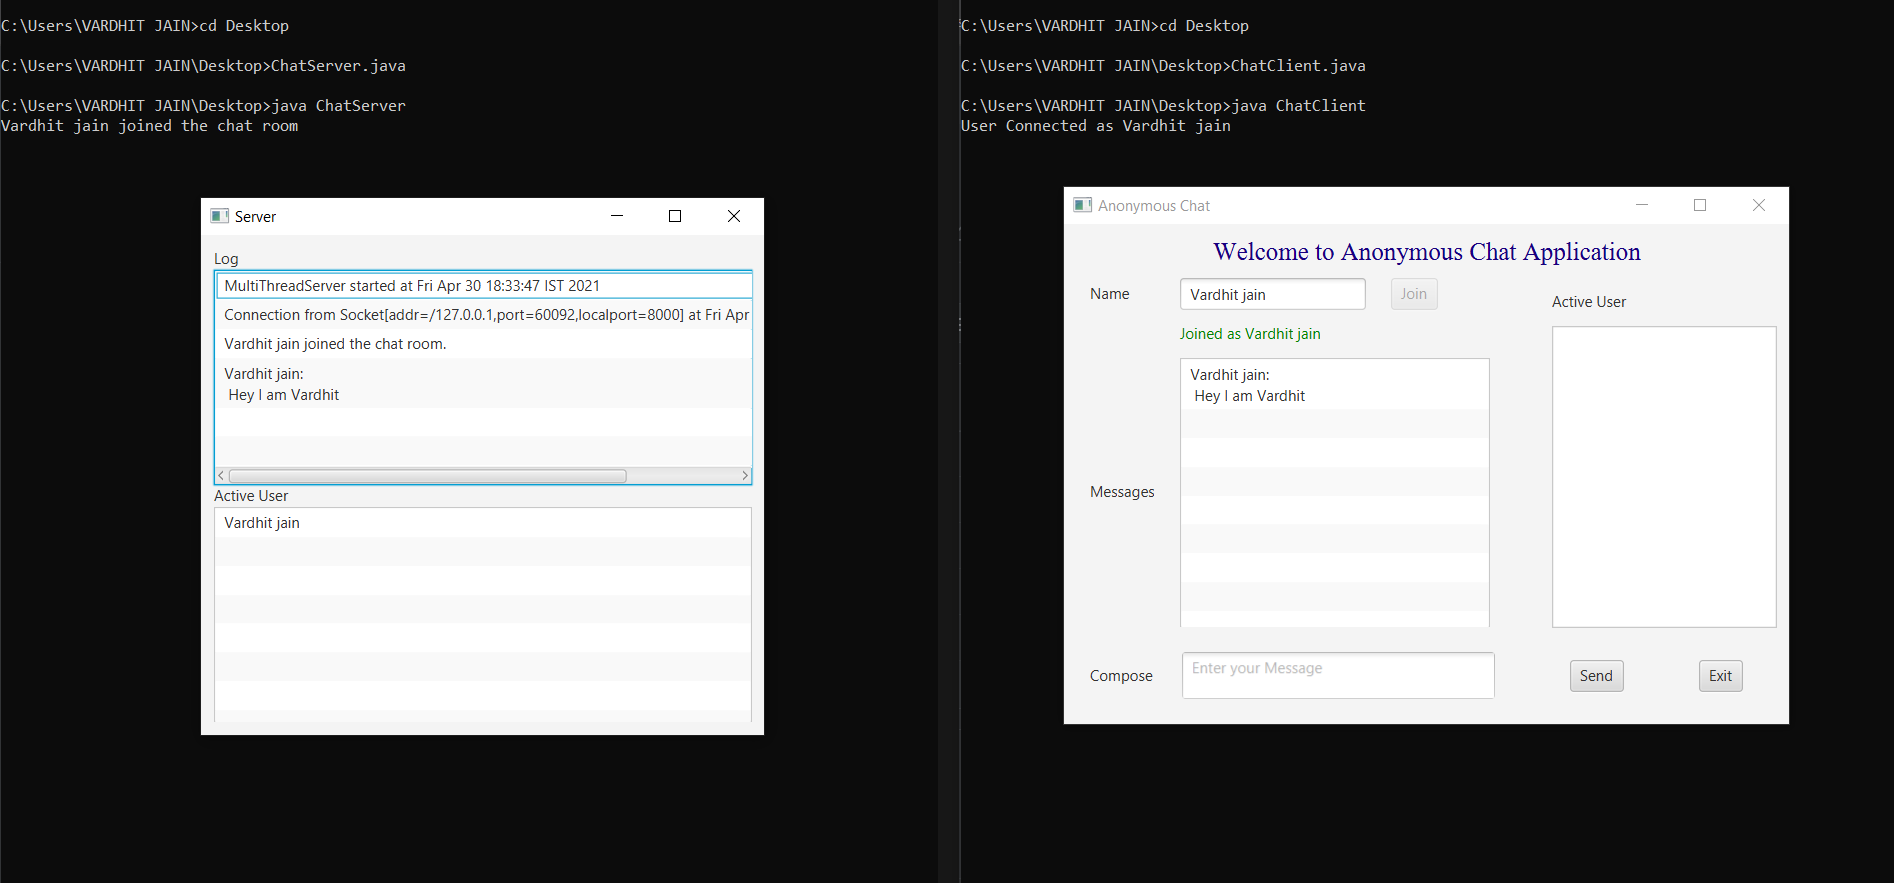 C:\Users\VARDHIT JAIN>cd Desktop
C:\Users\VARDHIT JAIN\Desktop>ChatServer.java
C:\Users\VARDHIT JAIN\Desktop>java ChatServer
Vardhit jain joined the chat room
Server
Log
MultiThreadServer started at Fri Apr 30 18:33:47 IST 2021
Connection from Socket[addr=/127.0.0.1,port=60092,localport=8000] at Fri Apr
Vardhit jain joined the chat room.
Vardhit jain:
Hey I am Vardhit
Active User
Vardhit jain
C:\Users\VARDHIT JAIN>cd Desktop
C:\Users\VARDHIT JAIN\Desktop>ChatClient.java
C:\Users\VARDHIT JAIN\Desktop>java ChatClient
User Connected as Vardhit jain
Anonymous Chat
Welcome to Anonymous Chat Application
Name
Vardhit jain
Join
Active User
Joined as Vardhit jain
Vardhit jain:
Hey I am Vardhit
Messages
Compose
Enter your Message
Send
Exit